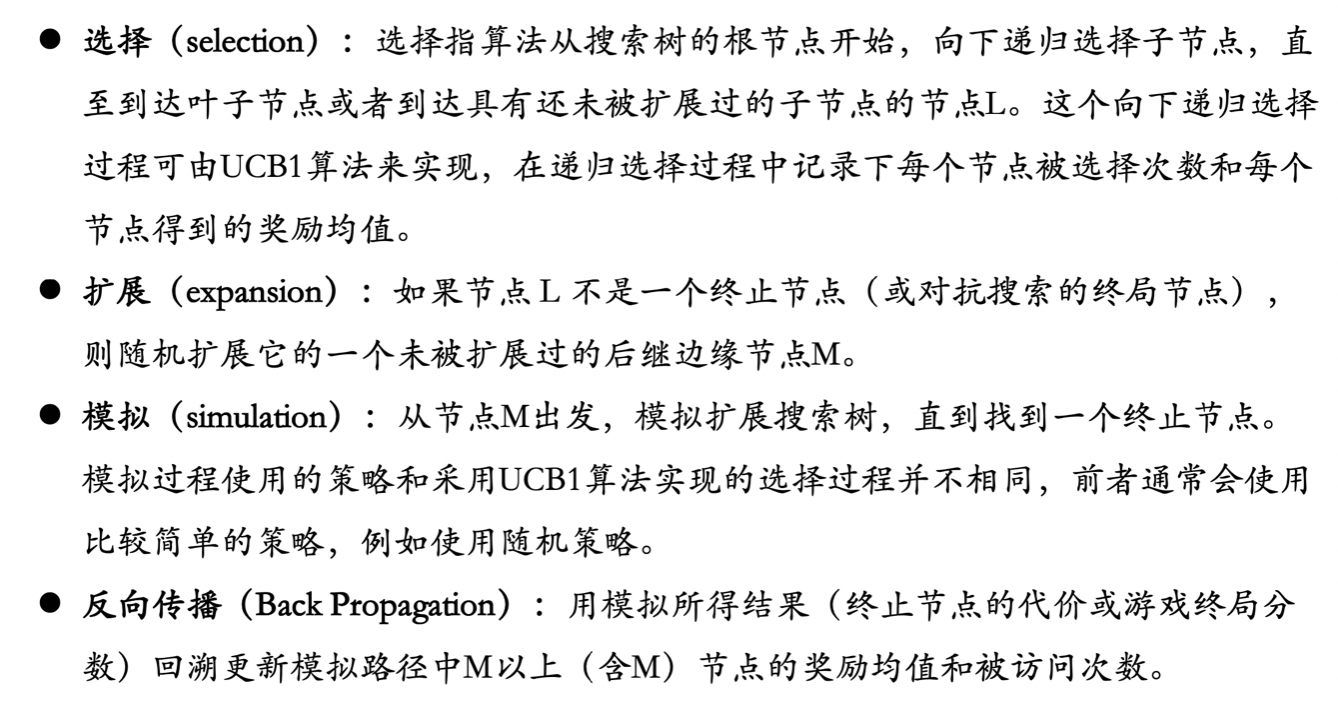 ● 选择（selection）：选择指算法从搜索树的根节点开始，向下递归选择子节点，直
至到达叶子节点或者到达具有还未被扩展过的子节点的节点L。这个向下递归选择
过程可由UCB1算法来实现，在递归选择过程中记录下每个节点被选择次数和每个
节点得到的奖励均值。
● 扩展（expansion）：如果节点 L 不是一个终止节点（或对抗搜索的终局节点），
则随机扩展它的一个未被扩展过的后继边缘节点M。
● 模拟（simulation）：从节点M出发，模拟扩展搜索树，直到找到一个终止节点。
模拟过程使用的策略和采用UCB1算法实现的选择过程并不相同，前者通常会使用
比较简单的策略，例如使用随机策略。
● 反向传播（Back Propagation）：用模拟所得结果（终止节点的代价或游戏终局分
数）回溯更新模拟路径中M以上（含M）节点的奖励均值和被访问次数。